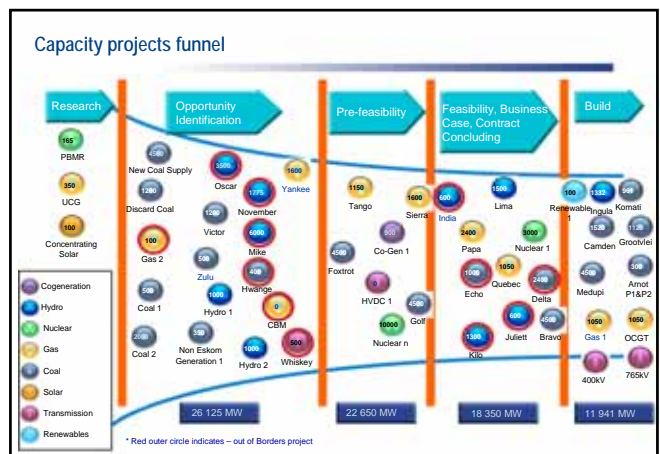 Capacity projects funnel
Research
Opportunity
Identification
Pre-feasibility
Feasibility, Business
Case, Contract
Concluding
Build
165
PBMR
350
UCG
100
Concentrating
Solar
Cogeneration
Hydro
Nuclear
Gas
Coal
Solar
Transmission
Renewables
4500
New Coal Supply
Discard Coal
100
Gas 2
500
Coal 1
2000
Coal 2
3500
Oscar
1775
November
1600
Yankee
1200
Victor
6000
Mike
500
Zulu
400
Hwange
1000
Hydro 1
0
CBM
Non Eskom
Generation 1
1000
Hydro 2
500
Whiskey
26 125 MW
1150
Tango
1600
Sierra
900
Co-Gen 1
4500
Foxtrot
0
HVDC 1
4500
Golf
10000
Nuclear n
22 650 MW
600
India
1500
Lima
2400
Papa
3000
Nuclear 1
1000
Echo
1050
Quebec
2400
Delta
600
Juliett
4500
Bravo
1300
Kilo
18 350 MW
100
Renewable
1
1332
Ingula
Komati
1520
Camden
Grootvlei
4500
Medupi
300
Arnot
P1&P2
1050
Gas 1
1050
OCGT
400kV
765kV
11 941 MW
* Red outer circle indicates – out of Borders project